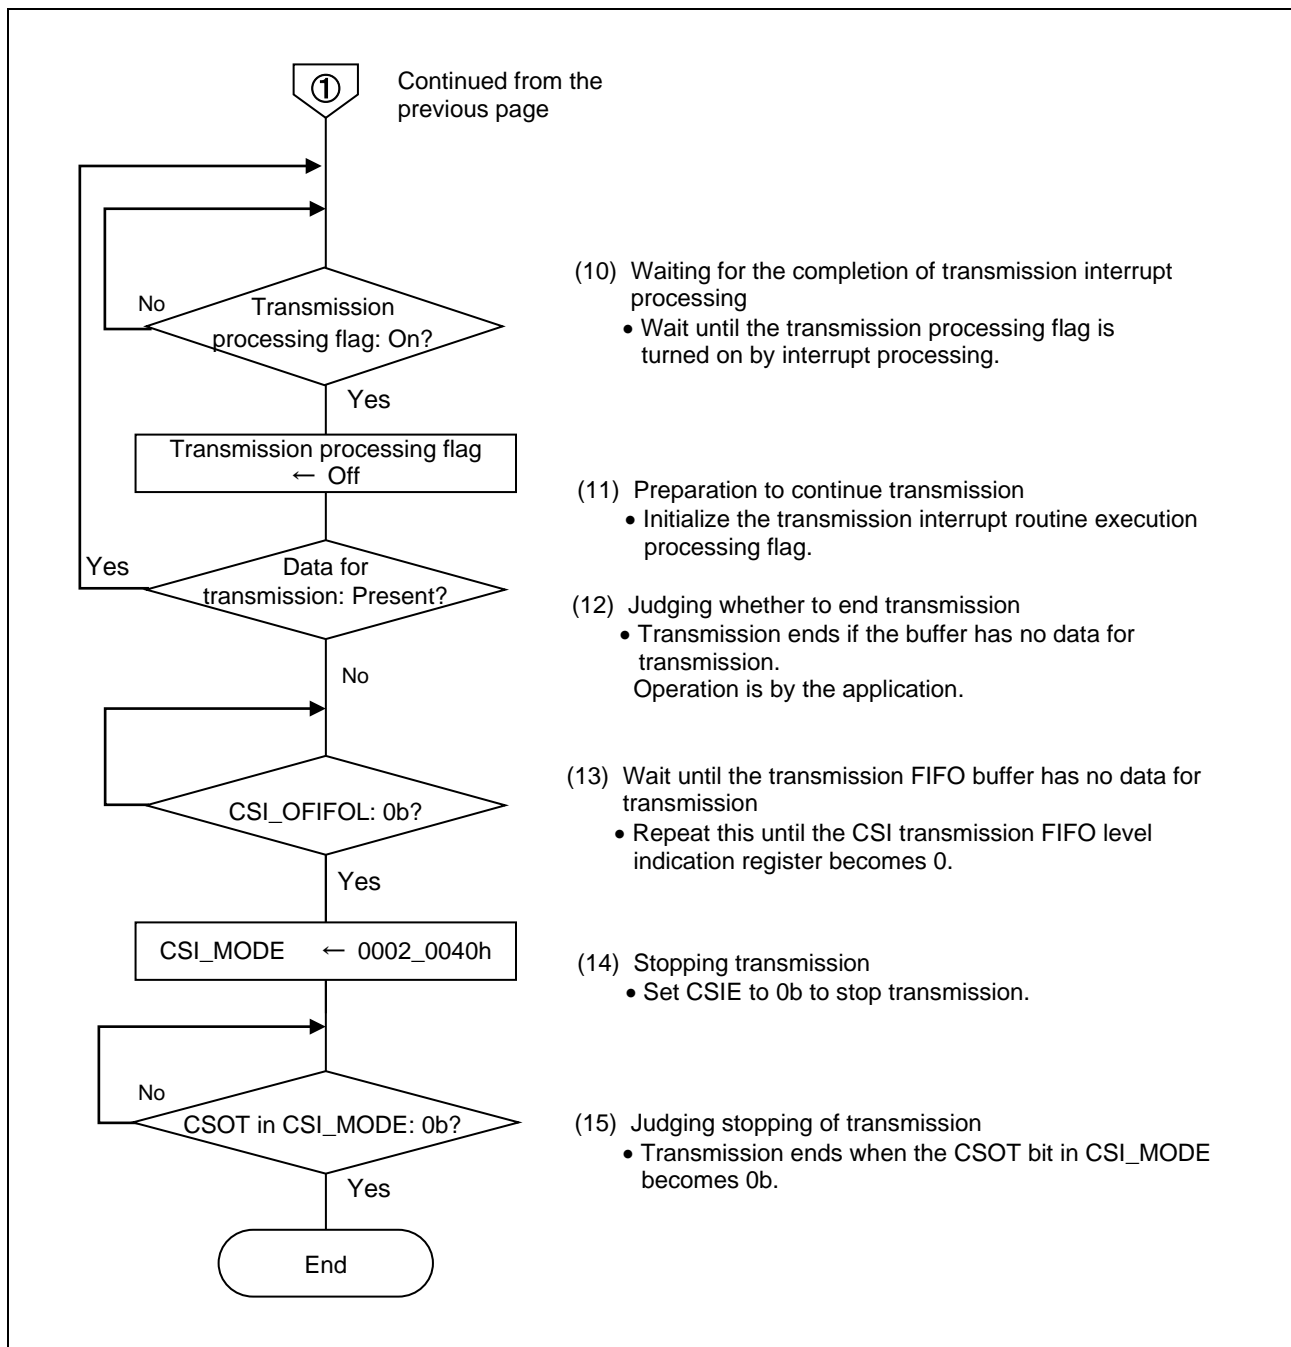 ①
Continued from the
previous page
No
Transmission
processing flag: On?
Yes
(10) Waiting for the completion of transmission interrupt
processing
• Wait until the transmission processing flag is
turned on by interrupt processing.
Transmission processing flag
← Off
(11) Preparation to continue transmission
• Initialize the transmission interrupt routine execution
processing flag.
Yes
Data for
transmission: Present?
No
(12) Judging whether to end transmission
• Transmission ends if the buffer has no data for
transmission.
Operation is by the application.
CSI_OFIFOL: 0b?
Yes
(13) Wait until the transmission FIFO buffer has no data for
transmission
• Repeat this until the CSI transmission FIFO level
indication register becomes 0.
CSI_MODE ← 0002_0040h
(14) Stopping transmission
• Set CSIE to 0b to stop transmission.
No
CSOT in CSI_MODE: 0b?
Yes
(15) Judging stopping of transmission
• Transmission ends when the CSOT bit in CSI_MODE
becomes 0b.
End